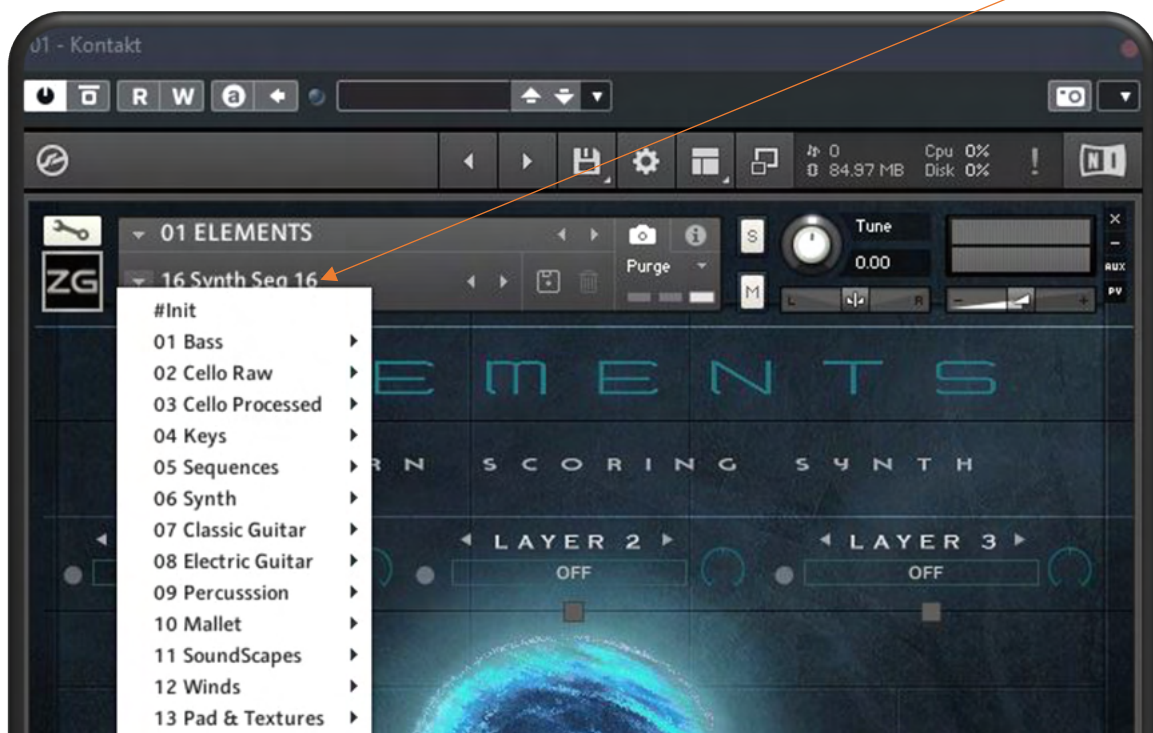 01 - Kontakt
R W a
0 Cpu 0%
0 84.97 MB Disk 0%
! NI
01 ELEMENTS
S
Tune
×
–
ZG
16 Synth Seq 16
Purge
0.00
AUX
PV
M
L R - +
#Init
01 Bass
02 Cello Raw
03 Cello Processed
04 Keys
05 Sequences
06 Synth
07 Classic Guitar
08 Electric Guitar
09 Percusssion
10 Mallet
11 SoundScapes
12 Winds
13 Pad & Textures
EMENTS
RN SCORING SYNTH
LAYER 2
OFF
LAYER 3
OFF